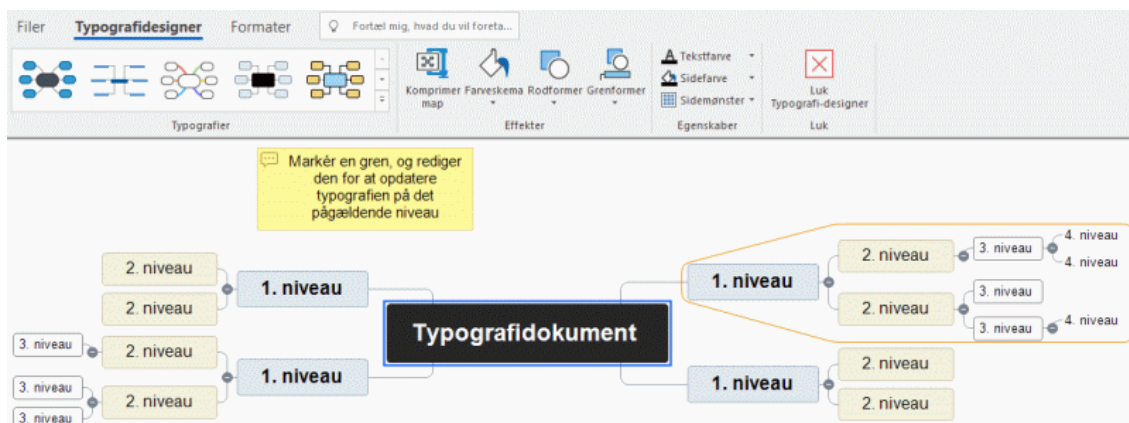 Filer Typografidesigner Formater Fortæl mig, hvad du vil foreta...
Komprimer map
Farveskema
Rodformer
Grenformer
Tekstfarve
Sidefarve
Sidemønster
Luk
Typografi-designer
Typografier Effekter Egenskaber Luk
Markér en gren, og rediger
den for at opdatere
typografien på det
pågældende niveau
2. niveau
2. niveau
1. niveau
3. niveau
2. niveau
3. niveau
3. niveau
2. niveau
1. niveau
Typografidokument
1. niveau
2. niveau
3. niveau
4. niveau
4. niveau
2. niveau
3. niveau
3. niveau
4. niveau
1. niveau
2. niveau
2. niveau